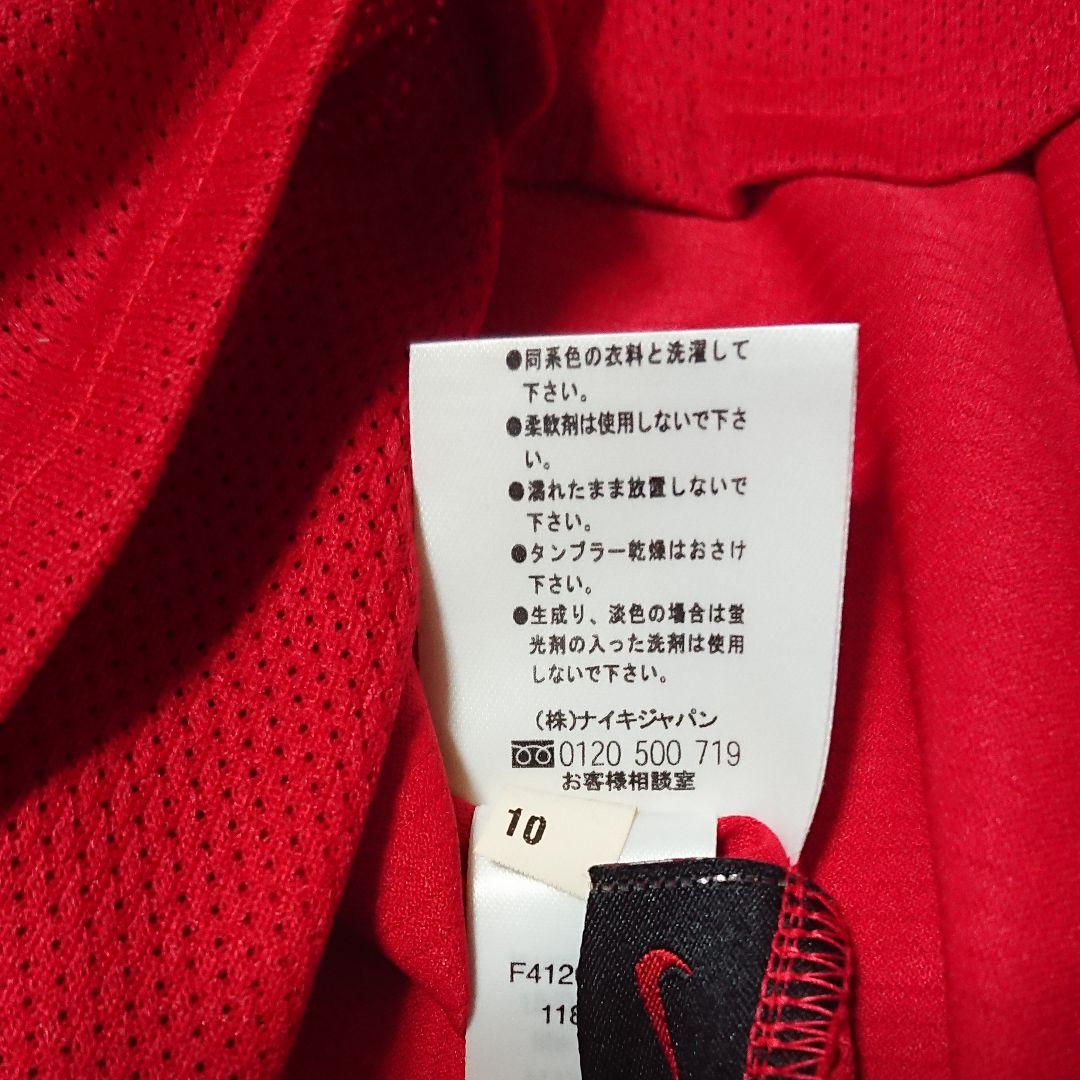 ●同系色の衣料と洗濯して
下さい。
●柔軟剤は使用しないで下さ
い。
●濡れたまま放置しないで
下さい。
●タンブラー乾燥はおさけ
下さい。
●生成り、淡色の場合は蛍
光剤の入った洗剤は使用
しないで下さい。
(株)ナイキジャパン
0120 500 719
お客様相談室
10
F412
118